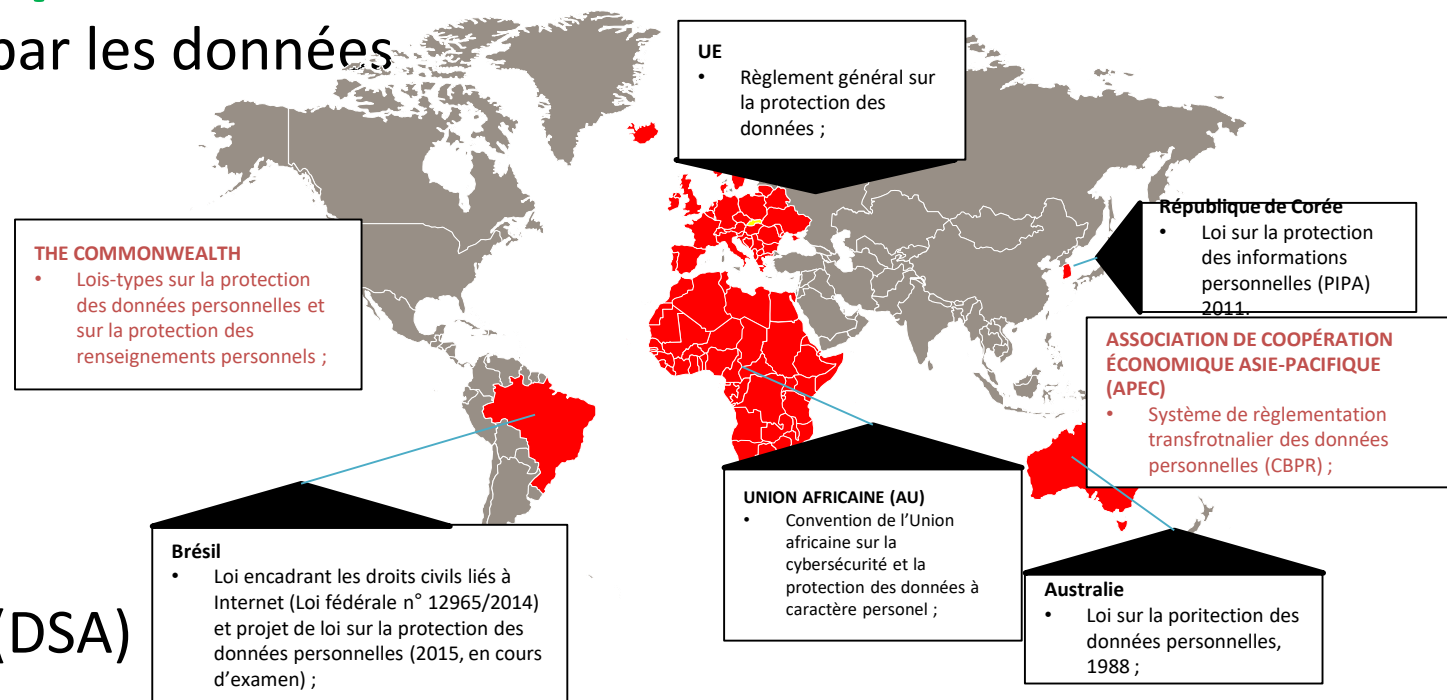 par les données
UE
• Règlement général sur
la protection des
données ;
République de Corée
• Loi sur la protection
des informations
personnelles (PIPA)
2011.
THE COMMONWEALTH
• Lois-types sur la protection
des données personnelles et
sur la protection des
renseignements personnels ;
ASSOCIATION DE COOPÉRATION
ÉCONOMIQUE ASIE-PACIFIQUE
(APEC)
• Système de règlementation
transfrotnalier des données
personnelles (CBPR) ;
UNION AFRICAINE (AU)
• Convention de l’Union
africaine sur la
cybersécurité et la
protection des données à
caractère personel ;
Brésil
• Loi encadrant les droits civils liés à
Internet (Loi fédérale n° 12965/2014)
et projet de loi sur la protection des
données personnelles (2015, en cours
d’examen) ;
Australie
• Loi sur la poritection des
données personnelles,
1988 ;
(DSA)